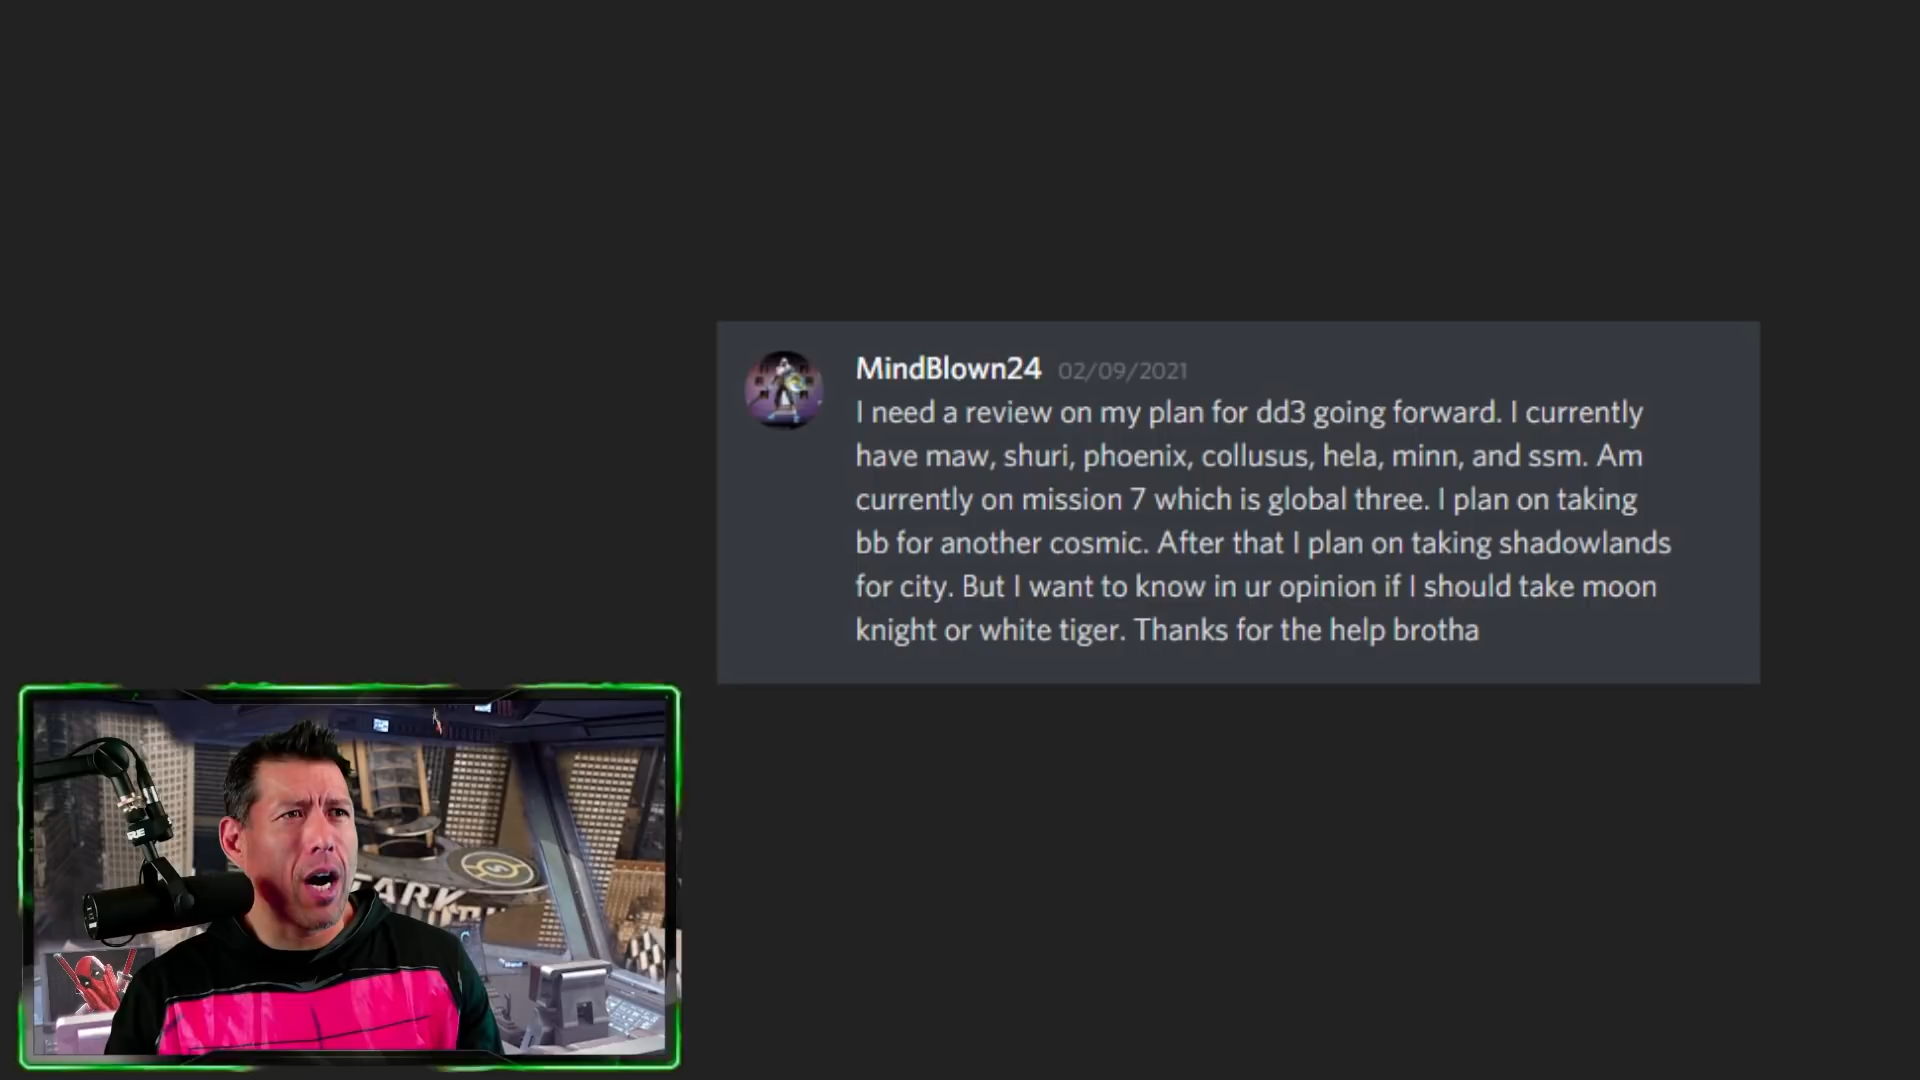 MindBlown24 02/09/2021
I need a review on my plan for dd3 going forward. I currently
have maw, shuri, phoenix, collusus, hela, minn, and ssm. Am
currently on mission 7 which is global three. I plan on taking
bb for another cosmic. After that I plan on taking shadowlands
for city. But I want to know in ur opinion if I should take moon
knight or white tiger. Thanks for the help brotha